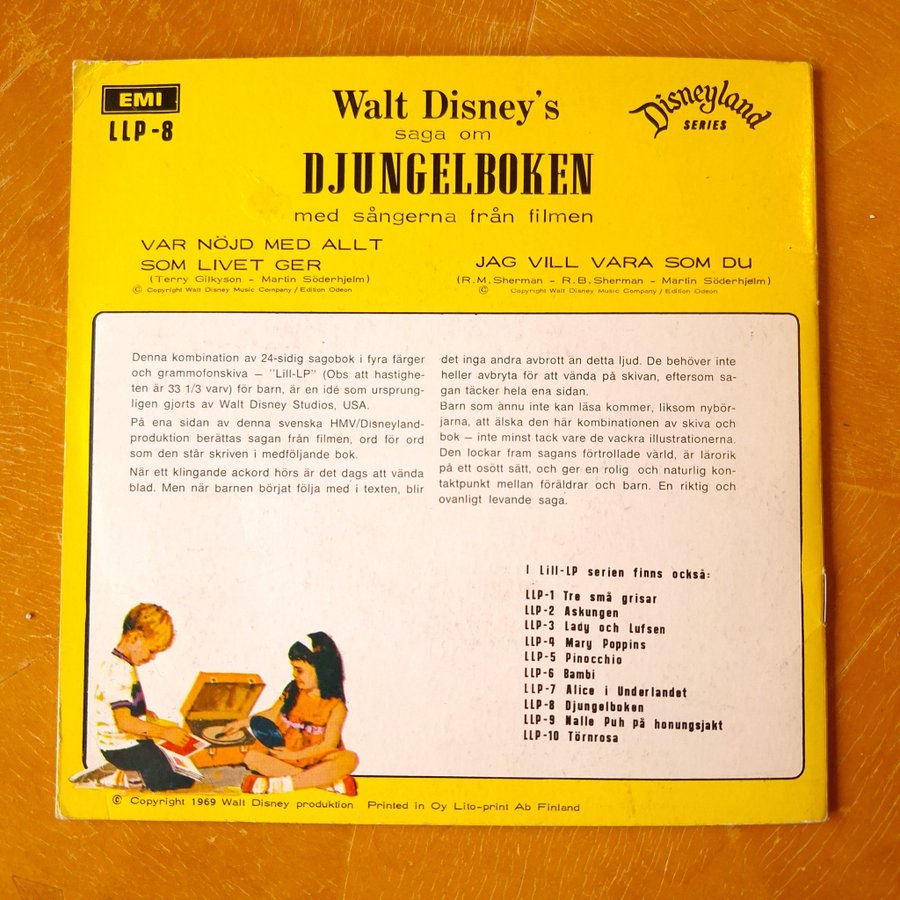 EMI
LLP-8
Walt Disney's
saga om
DJUNGELBOKEN
med sångerna från filmen
Disneyland
SERIES
VAR NÖJD MED ALLT
SOM LIVET GER
(Terry Gilkyson - Martin Söderhjelm)
© Copyright Walt Disney Music Company / Edition Odeon
JAG VILL VARA SOM DU
(R.M. Sherman - R.B. Sherman - Martin Söderhjelm)
© Copyright Walt Disney Music Company / Edition Odeon
Denna kombination av 24-sidig sagobok i fyra färger
och grammofonskiva – "Lill-LP" (Obs att hastighe-
ten är 33 1/3 varv) för barn, är en idé som ursprung-
ligen gjorts av Walt Disney Studios, USA.
På ena sidan av denna svenska HMV/Disneyland-
produktion berättas sagan från filmen, ord för ord
som den står skriven i medföljande bok.
När ett klingande ackord hörs är det dags att vända
blad. Men när barnen börjat följa med i texten, blir
det inga andra avbrott än detta ljud. De behöver inte
heller avbryta för att vända på skivan, eftersom sa-
gan täcker hela ena sidan.
Barn som ännu inte kan läsa kommer, liksom nybör-
jarna, att älska den här kombinationen av skiva och
bok – inte minst tack vare de vackra illustrationerna.
Den lockar fram sagans förtrollade värld, är lärorik
på ett osött sätt, och ger en rolig och naturlig kon-
taktpunkt mellan föräldrar och barn. En riktig och
ovanligt levande saga.
I Lill-LP serien finns också:
LLP-1 Tre små grisar
LLP-2 Askungen
LLP-3 Lady och Lufsen
LLP-4 Mary Poppins
LLP-5 Pinocchio
LLP-6 Bambi
LLP-7 Alice i Underlandet
LLP-8 Djungelboken
LLP-9 Nalle Puh på honungsjakt
LLP-10 Törnrosa
© Copyright 1969 Walt Disney produktion Printed in Oy Lito-print Ab Finland